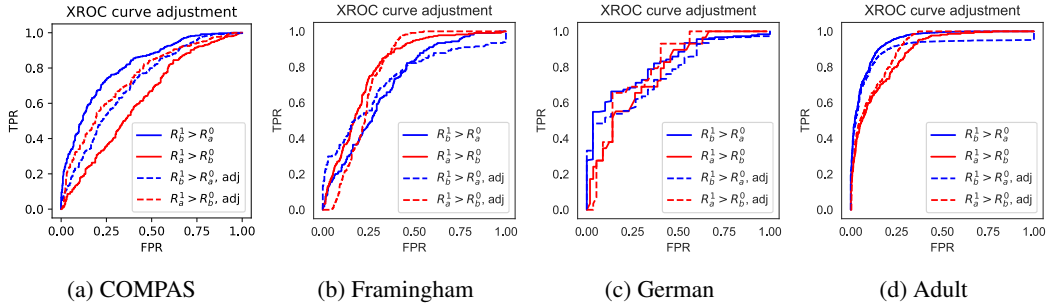 XROC curve adjustment
1.0
0.8
0.6
0.4
0.2
0.0
TPR
R_b^1 > R_a^0
R_a^1 > R_b^0
R_b^1 > R_a^0, adj
R_a^1 > R_b^0, adj
0.00 0.25 0.50 0.75 1.00
FPR
(a) COMPAS
XROC curve adjustment
1.0
0.8
0.6
0.4
0.2
0.0
TPR
R_b^1 > R_a^0
R_a^1 > R_b^0
R_b^1 > R_a^0, adj
R_a^1 > R_b^0, adj
0.00 0.25 0.50 0.75 1.00
FPR
(b) Framingham
XROC curve adjustment
1.0
0.8
0.6
0.4
0.2
0.0
TPR
R_b^1 > R_a^0
R_a^1 > R_b^0
R_b^1 > R_a^0, adj
R_a^1 > R_b^0, adj
0.00 0.25 0.50 0.75 1.00
FPR
(c) German
XROC curve adjustment
1.0
0.8
0.6
0.4
0.2
0.0
TPR
R_b^1 > R_a^0
R_a^1 > R_b^0
R_b^1 > R_a^0, adj
R_a^1 > R_b^0, adj
0.00 0.25 0.50 0.75 1.00
FPR
(d) Adult